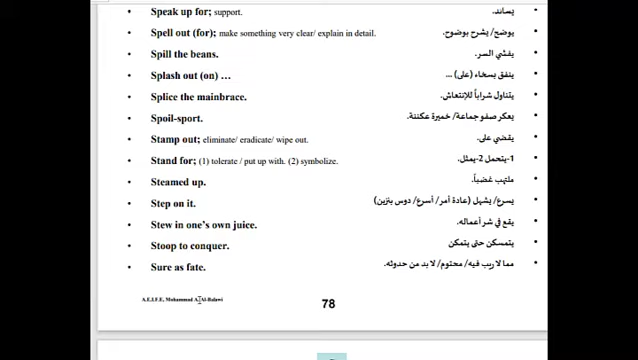 Speak up for; support. يساند.
Spell out (for); make something very clear/ explain in detail. يوضح/ يشرح بوضوح.
Spill the beans. يفشي السر.
Splash out (on) … ينفق بسخاء (على) ...
Splice the mainbrace. يتناول شراباً للإنتعاش.
Spoil-sport. يعكر صفو جماعة/ خميرة عكننة.
Stamp out; eliminate/ eradicate/ wipe out. يقضي على.
Stand for; (1) tolerate / put up with. (2) symbolize. 1-يتحمل 2-يمثل.
Steamed up. ملتهب غضباً.
Step on it. يسرع/ يشهل (عادة أمر/ أسرع/ دوس بنزين)
Stew in one's own juice. يقع في شر أعماله.
Stoop to conquer. يتمسكن حتى يتمكن
Sure as fate. مما لا ريب فيه/ محتوم/ لا بد من حدوثه.
A.E.I.F.E, Mohammad Al-Balawi
78